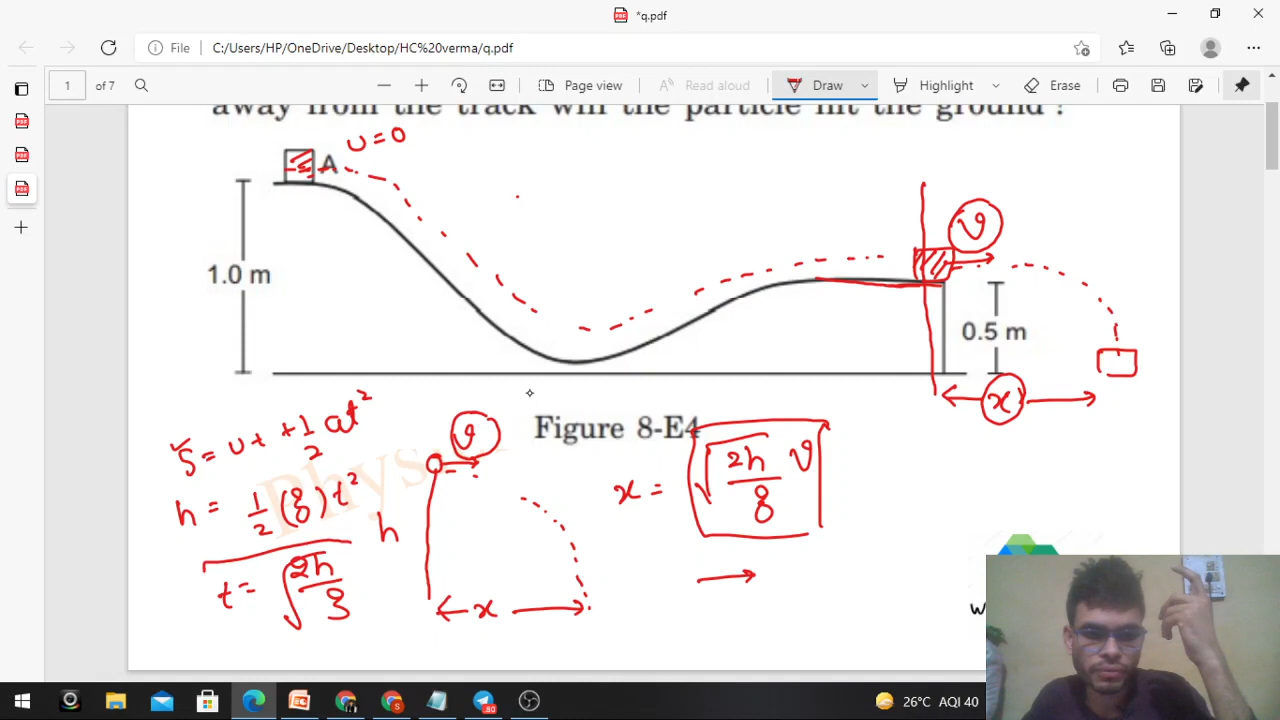 *q.pdf
File C:/Users/HP/OneDrive/Desktop/HC%20verma/q.pdf
1 of 7 Page view Read aloud Draw Highlight Erase
away from the track will the particle hit the ground ?
u = 0
A
v
1.0 m
0.5 m
x
Figure 8-E4
S = ut + 1/2 at²
v
h = 1/2 (g) t²
h
x = √(2h/g) v
t = √(2h/g)
x
Phys
w
26°C AQI 40